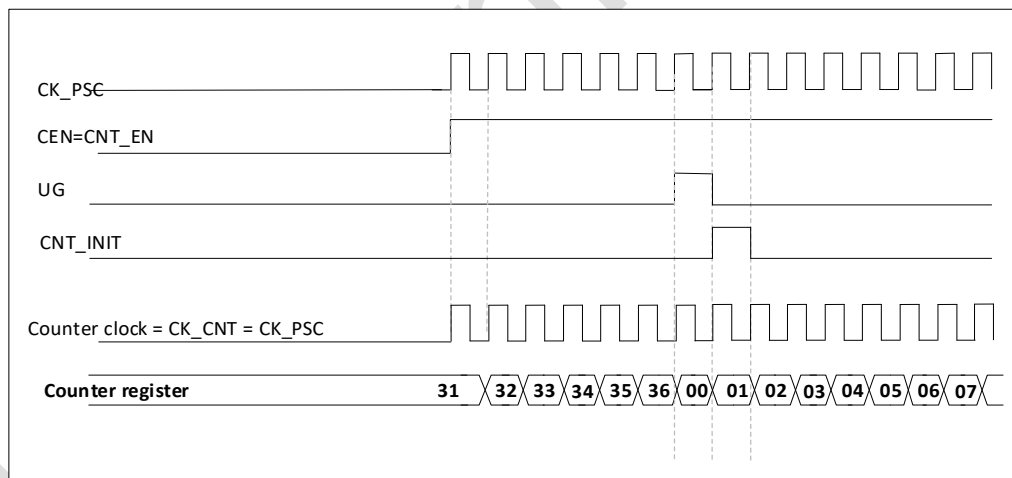 CK_PSC
CEN=CNT_EN
UG
CNT_INIT
Counter clock = CK_CNT = CK_PSC
Counter register 31 32 33 34 35 36 00 01 02 03 04 05 06 07